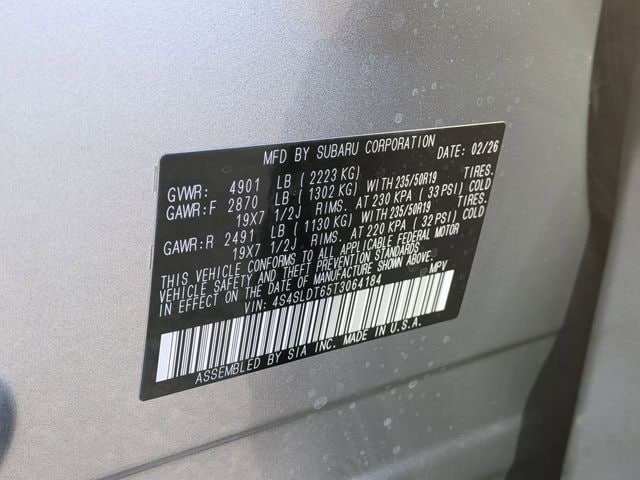 MFD BY SUBARU CORPORATION DATE: 02/26
GVWR: 4901 LB ( 2223 KG)
GAWR:F 2870 LB ( 1302 KG) WITH 235/50R19 TIRES.
19X7 1/2J RIMS. AT 230 KPA ( 33 PSI) COLD
GAWR:R 2491 LB ( 1130 KG) WITH 235/50R19 TIRES.
19X7 1/2J RIMS. AT 220 KPA ( 32 PSI) COLD
THIS VEHICLE CONFORMS TO ALL APPLICABLE FEDERAL MOTOR
VEHICLE SAFETY AND THEFT PREVENTION STANDARDS
IN EFFECT ON THE DATE OF MANUFACTURE SHOWN ABOVE.
VIN: 4S4SLDT65T3064184 MPV
ASSEMBLED BY SIA INC. MADE IN U.S.A.